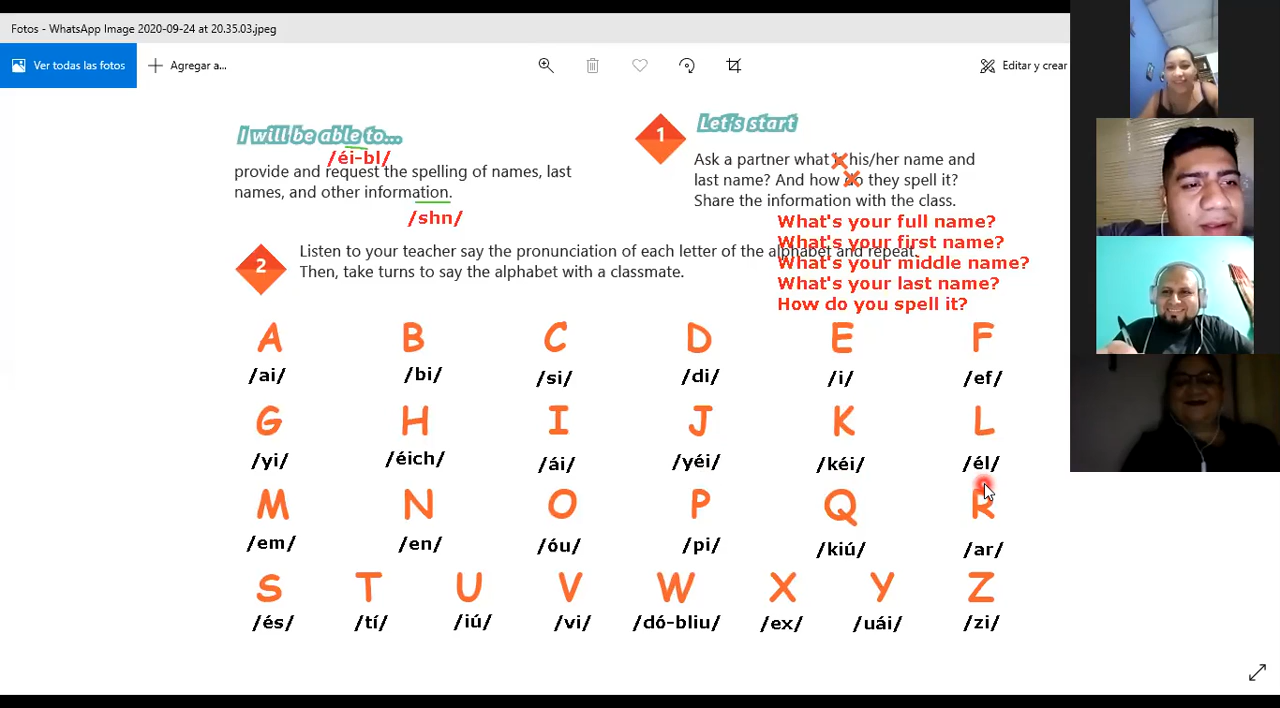 Fotos - WhatsApp Image 2020-09-24 at 20.35.03.jpeg
Ver todas las fotos
Agregar a...
Editar y crear
I will be able to...
/éi-bl/
provide and request the spelling of names, last
names, and other information.
/shn/
1
Let's start
Ask a partner what is his/her name and
last name? And how do they spell it?
Share the information with the class.
What's your full name?
What's your first name?
What's your middle name?
What's your last name?
How do you spell it?
2
Listen to your teacher say the pronunciation of each letter of the alphabet and repeat.
Then, take turns to say the alphabet with a classmate.
A B C D E F
/ai/ /bi/ /si/ /di/ /i/ /ef/
G H I J K L
/yi/ /éich/ /ái/ /yéi/ /kéi/ /él/
M N O P Q R
/em/ /en/ /óu/ /pi/ /kiú/ /ar/
S T U V W X Y Z
/és/ /tí/ /iú/ /vi/ /dó-bliu/ /ex/ /uái/ /zi/